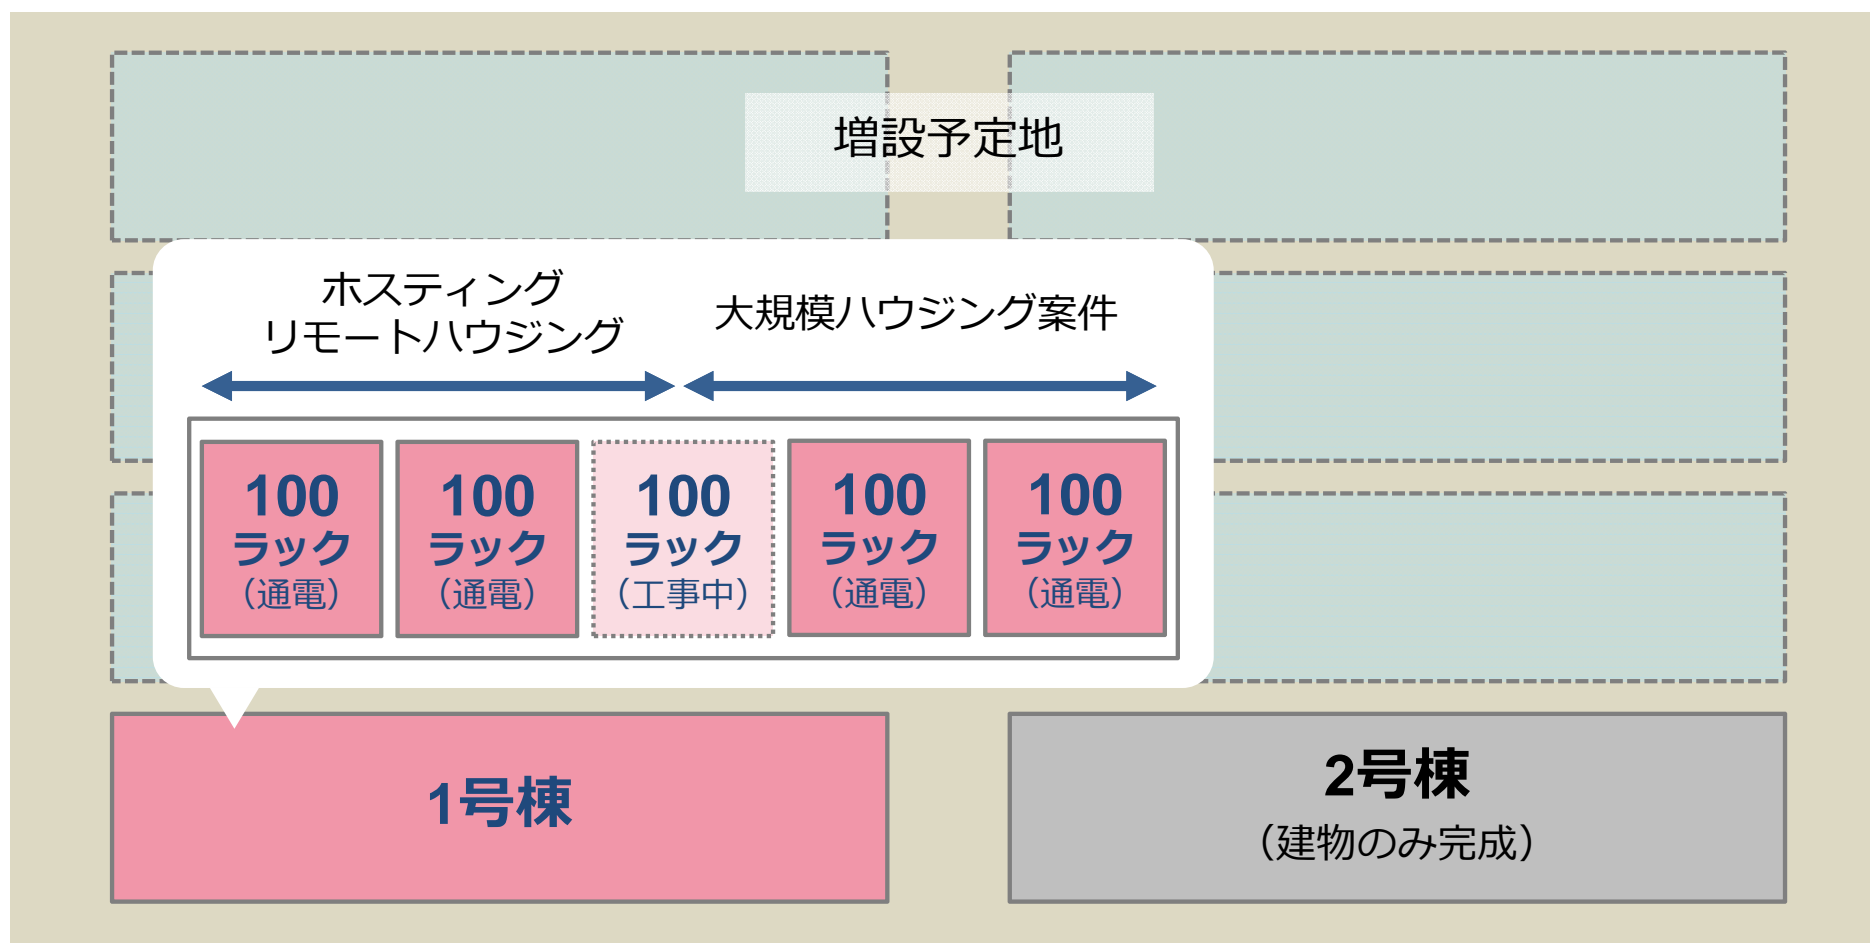 増設予定地
ホスティング
リモートハウジング
大規模ハウジング案件
100
ラック
（通電）
100
ラック
（通電）
100
ラック
（工事中）
100
ラック
（通電）
100
ラック
（通電）
1号棟
2号棟
（建物のみ完成）